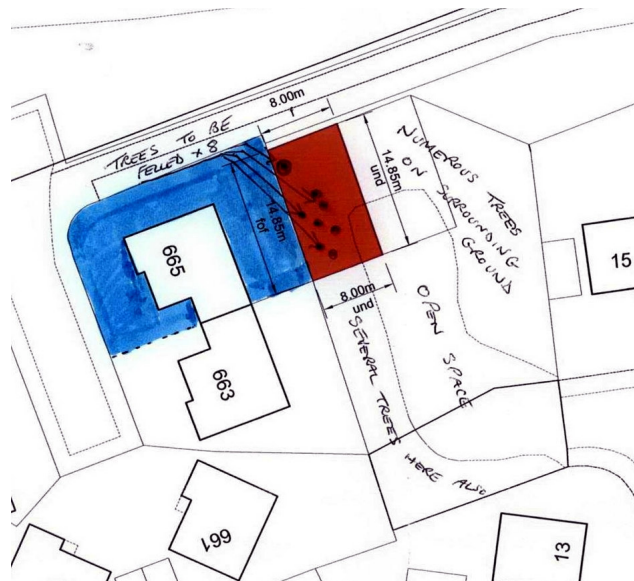 8.00m
f
TREES TO BE
FELLED x 8
14.85m
und
NUMEROUS TREES
ON SURROUNDING
GROUND
14.85m
for
665
15
8.00m
und
OPEN SPACE
SEVERAL TREES HERE ALSO
663
661
13